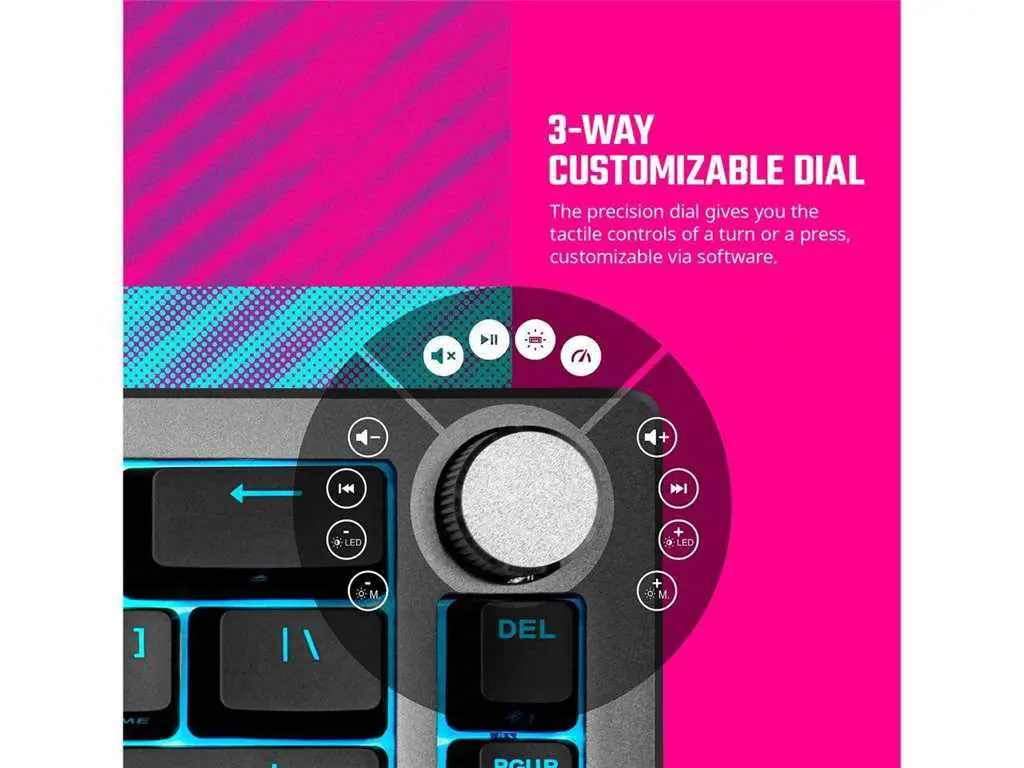 3-WAY
CUSTOMIZABLE DIAL
The precision dial gives you the
tactile controls of a turn or a press,
customizable via software.
- LED
+ LED
- M.
+ M.
DEL
] | \
PGUP